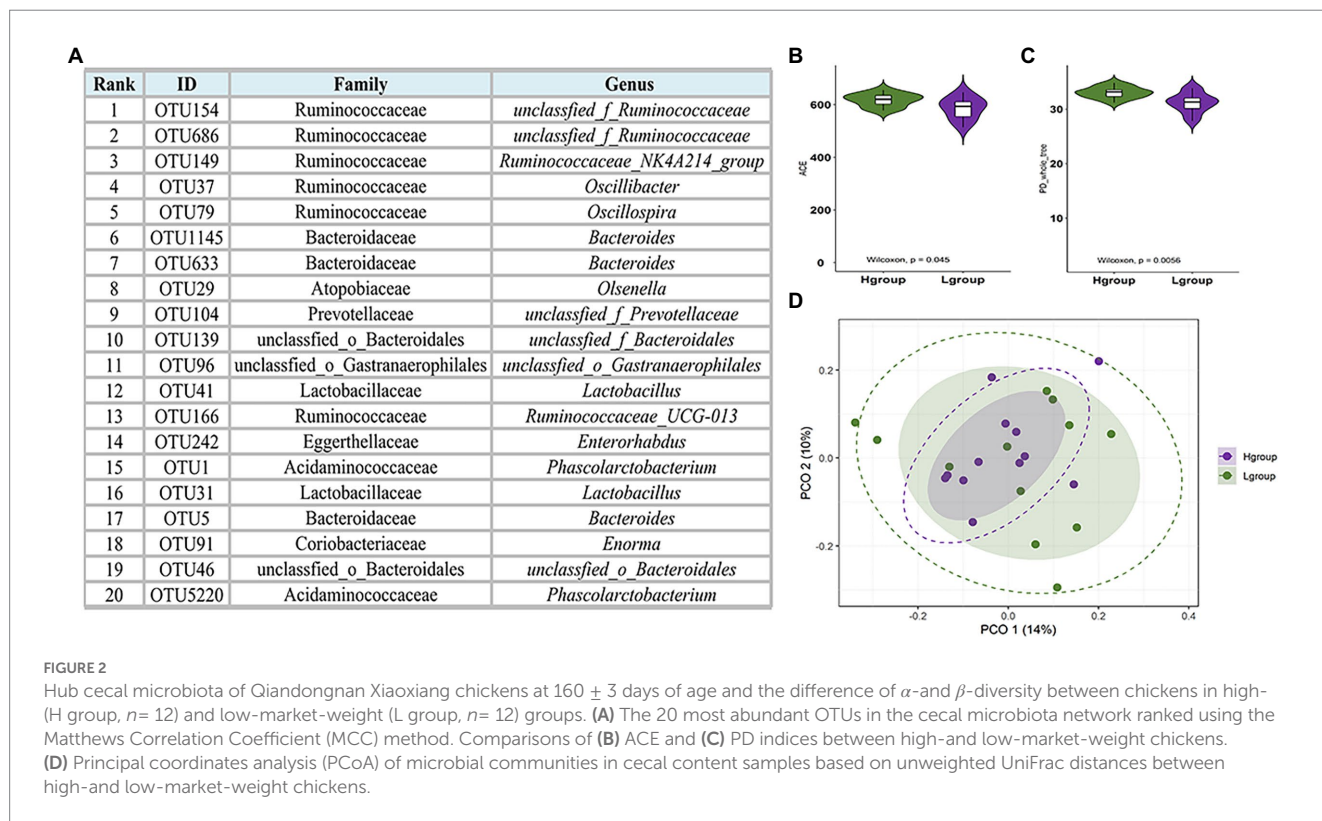 A
Rank ID Family Genus
1 OTU154 Ruminococcaceae unclassfied_f_Ruminococcaceae
2 OTU686 Ruminococcaceae unclassfied_f_Ruminococcaceae
3 OTU149 Ruminococcaceae Ruminococcaceae_NK4A214_group
4 OTU37 Ruminococcaceae Oscillibacter
5 OTU79 Ruminococcaceae Oscillospira
6 OTU1145 Bacteroidaceae Bacteroides
7 OTU633 Bacteroidaceae Bacteroides
8 OTU29 Atopobiaceae Olsenella
9 OTU104 Prevotellaceae unclassfied_f_Prevotellaceae
10 OTU139 unclassfied_o_Bacteroidales unclassfied_f_Bacteroidales
11 OTU96 unclassfied_o_Gastranaerophilales unclassfied_o_Gastranaerophilales
12 OTU41 Lactobacillaceae Lactobacillus
13 OTU166 Ruminococcaceae Ruminococcaceae_UCG-013
14 OTU242 Eggerthellaceae Enterorhabdus
15 OTU1 Acidaminococcaceae Phascolarctobacterium
16 OTU31 Lactobacillaceae Lactobacillus
17 OTU5 Bacteroidaceae Bacteroides
18 OTU91 Coriobacteriaceae Enorma
19 OTU46 unclassfied_o_Bacteroidales unclassfied_o_Bacteroidales
20 OTU5220 Acidaminococcaceae Phascolarctobacterium
B
ACE
600
400
200
0
Wilcoxon, p = 0.045
Hgroup Lgroup
C
PD_whole_tree
30
20
10
Wilcoxon, p = 0.0056
Hgroup Lgroup
D
PCO 2 (10%)
0.2
0.0
-0.2
-0.2 0.0 0.2 0.4
PCO 1 (14%)
Hgroup
Lgroup
FIGURE 2
Hub cecal microbiota of Qiandongnan Xiaoxiang chickens at 160 ± 3 days of age and the difference of α-and β-diversity between chickens in high-
(H group, n= 12) and low-market-weight (L group, n= 12) groups. (A) The 20 most abundant OTUs in the cecal microbiota network ranked using the
Matthews Correlation Coefficient (MCC) method. Comparisons of (B) ACE and (C) PD indices between high-and low-market-weight chickens.
(D) Principal coordinates analysis (PCoA) of microbial communities in cecal content samples based on unweighted UniFrac distances between
high-and low-market-weight chickens.